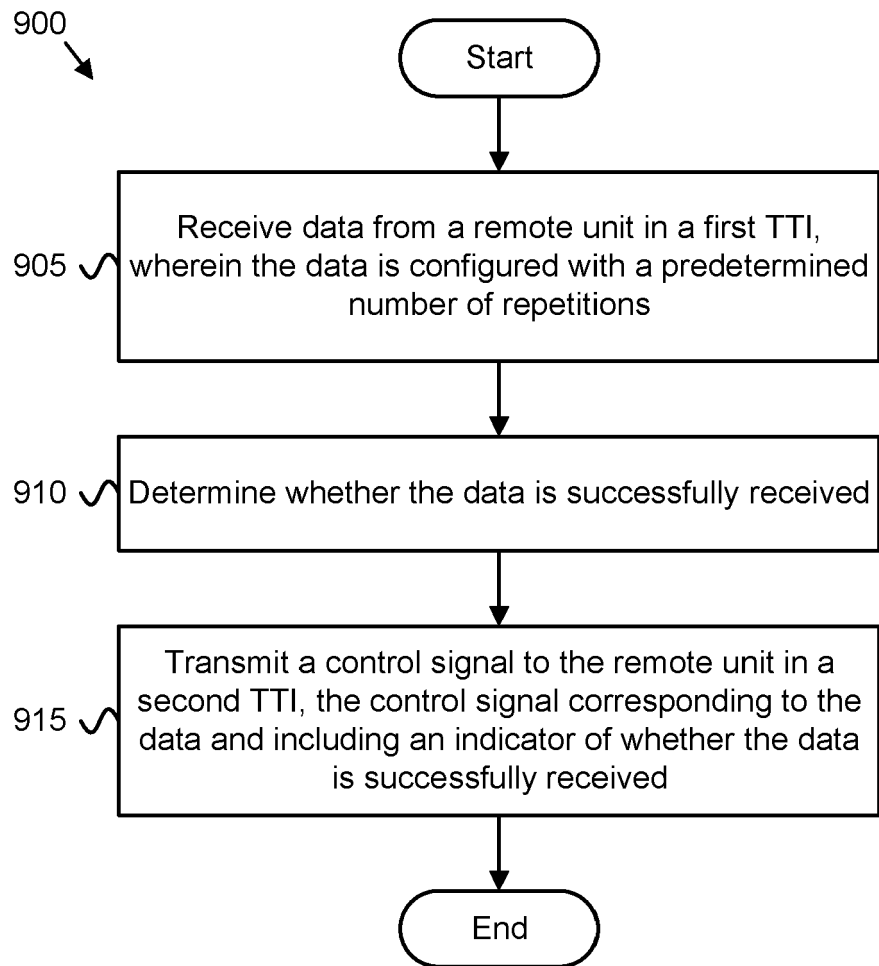 900
Start
905
Receive data from a remote unit in a first TTI,
wherein the data is configured with a predetermined
number of repetitions
910
Determine whether the data is successfully received
915
Transmit a control signal to the remote unit in a
second TTI, the control signal corresponding to the
data and including an indicator of whether the data
is successfully received
End